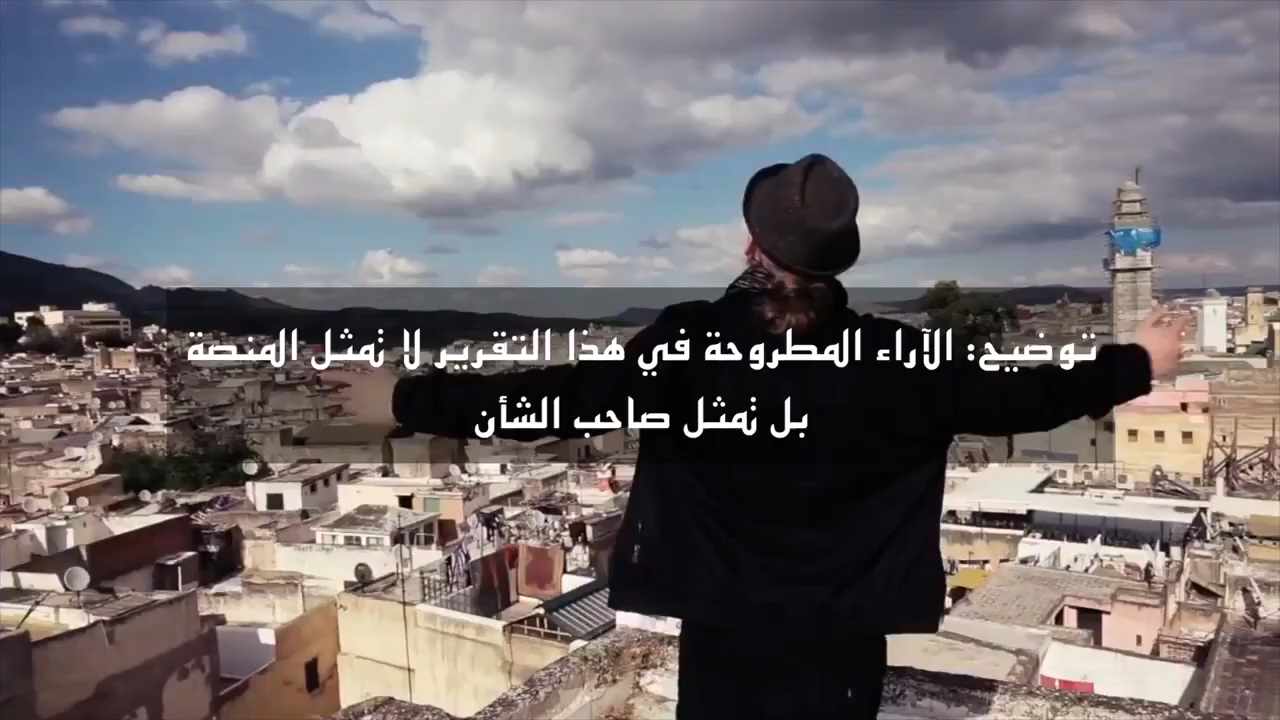 توضيح: الآراء المطروحة في هذا التقرير لا تمثل المنصة
بل تمثل صاحب الشأن